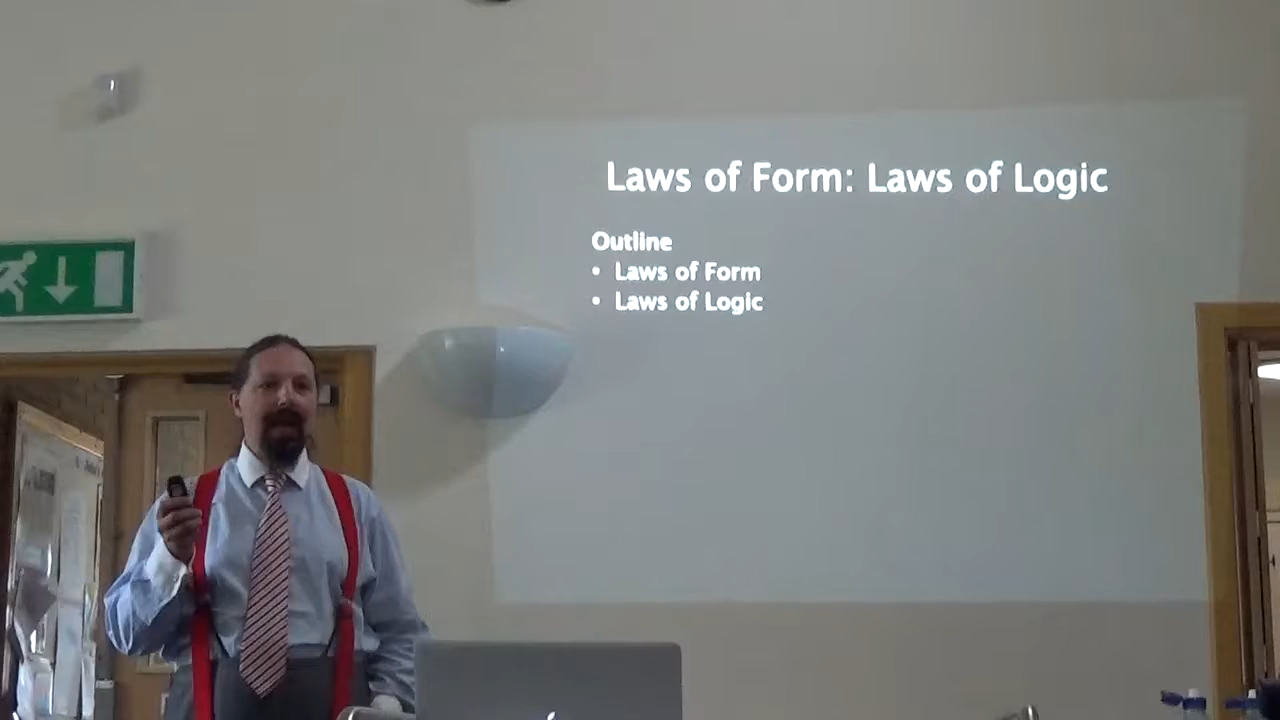 Laws of Form: Laws of Logic
Outline
• Laws of Form
• Laws of Logic